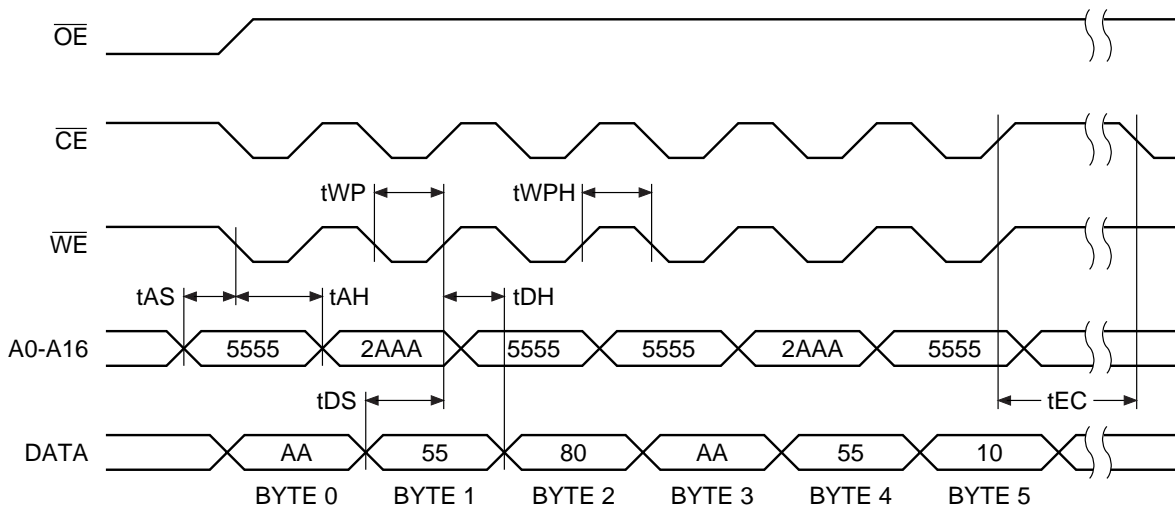 OE
CE
tWP tWPH
WE
tAS tAH tDH
A0-A16 5555 2AAA 5555 5555 2AAA 5555
tDS tEC
DATA AA 55 80 AA 55 10
BYTE 0 BYTE 1 BYTE 2 BYTE 3 BYTE 4 BYTE 5